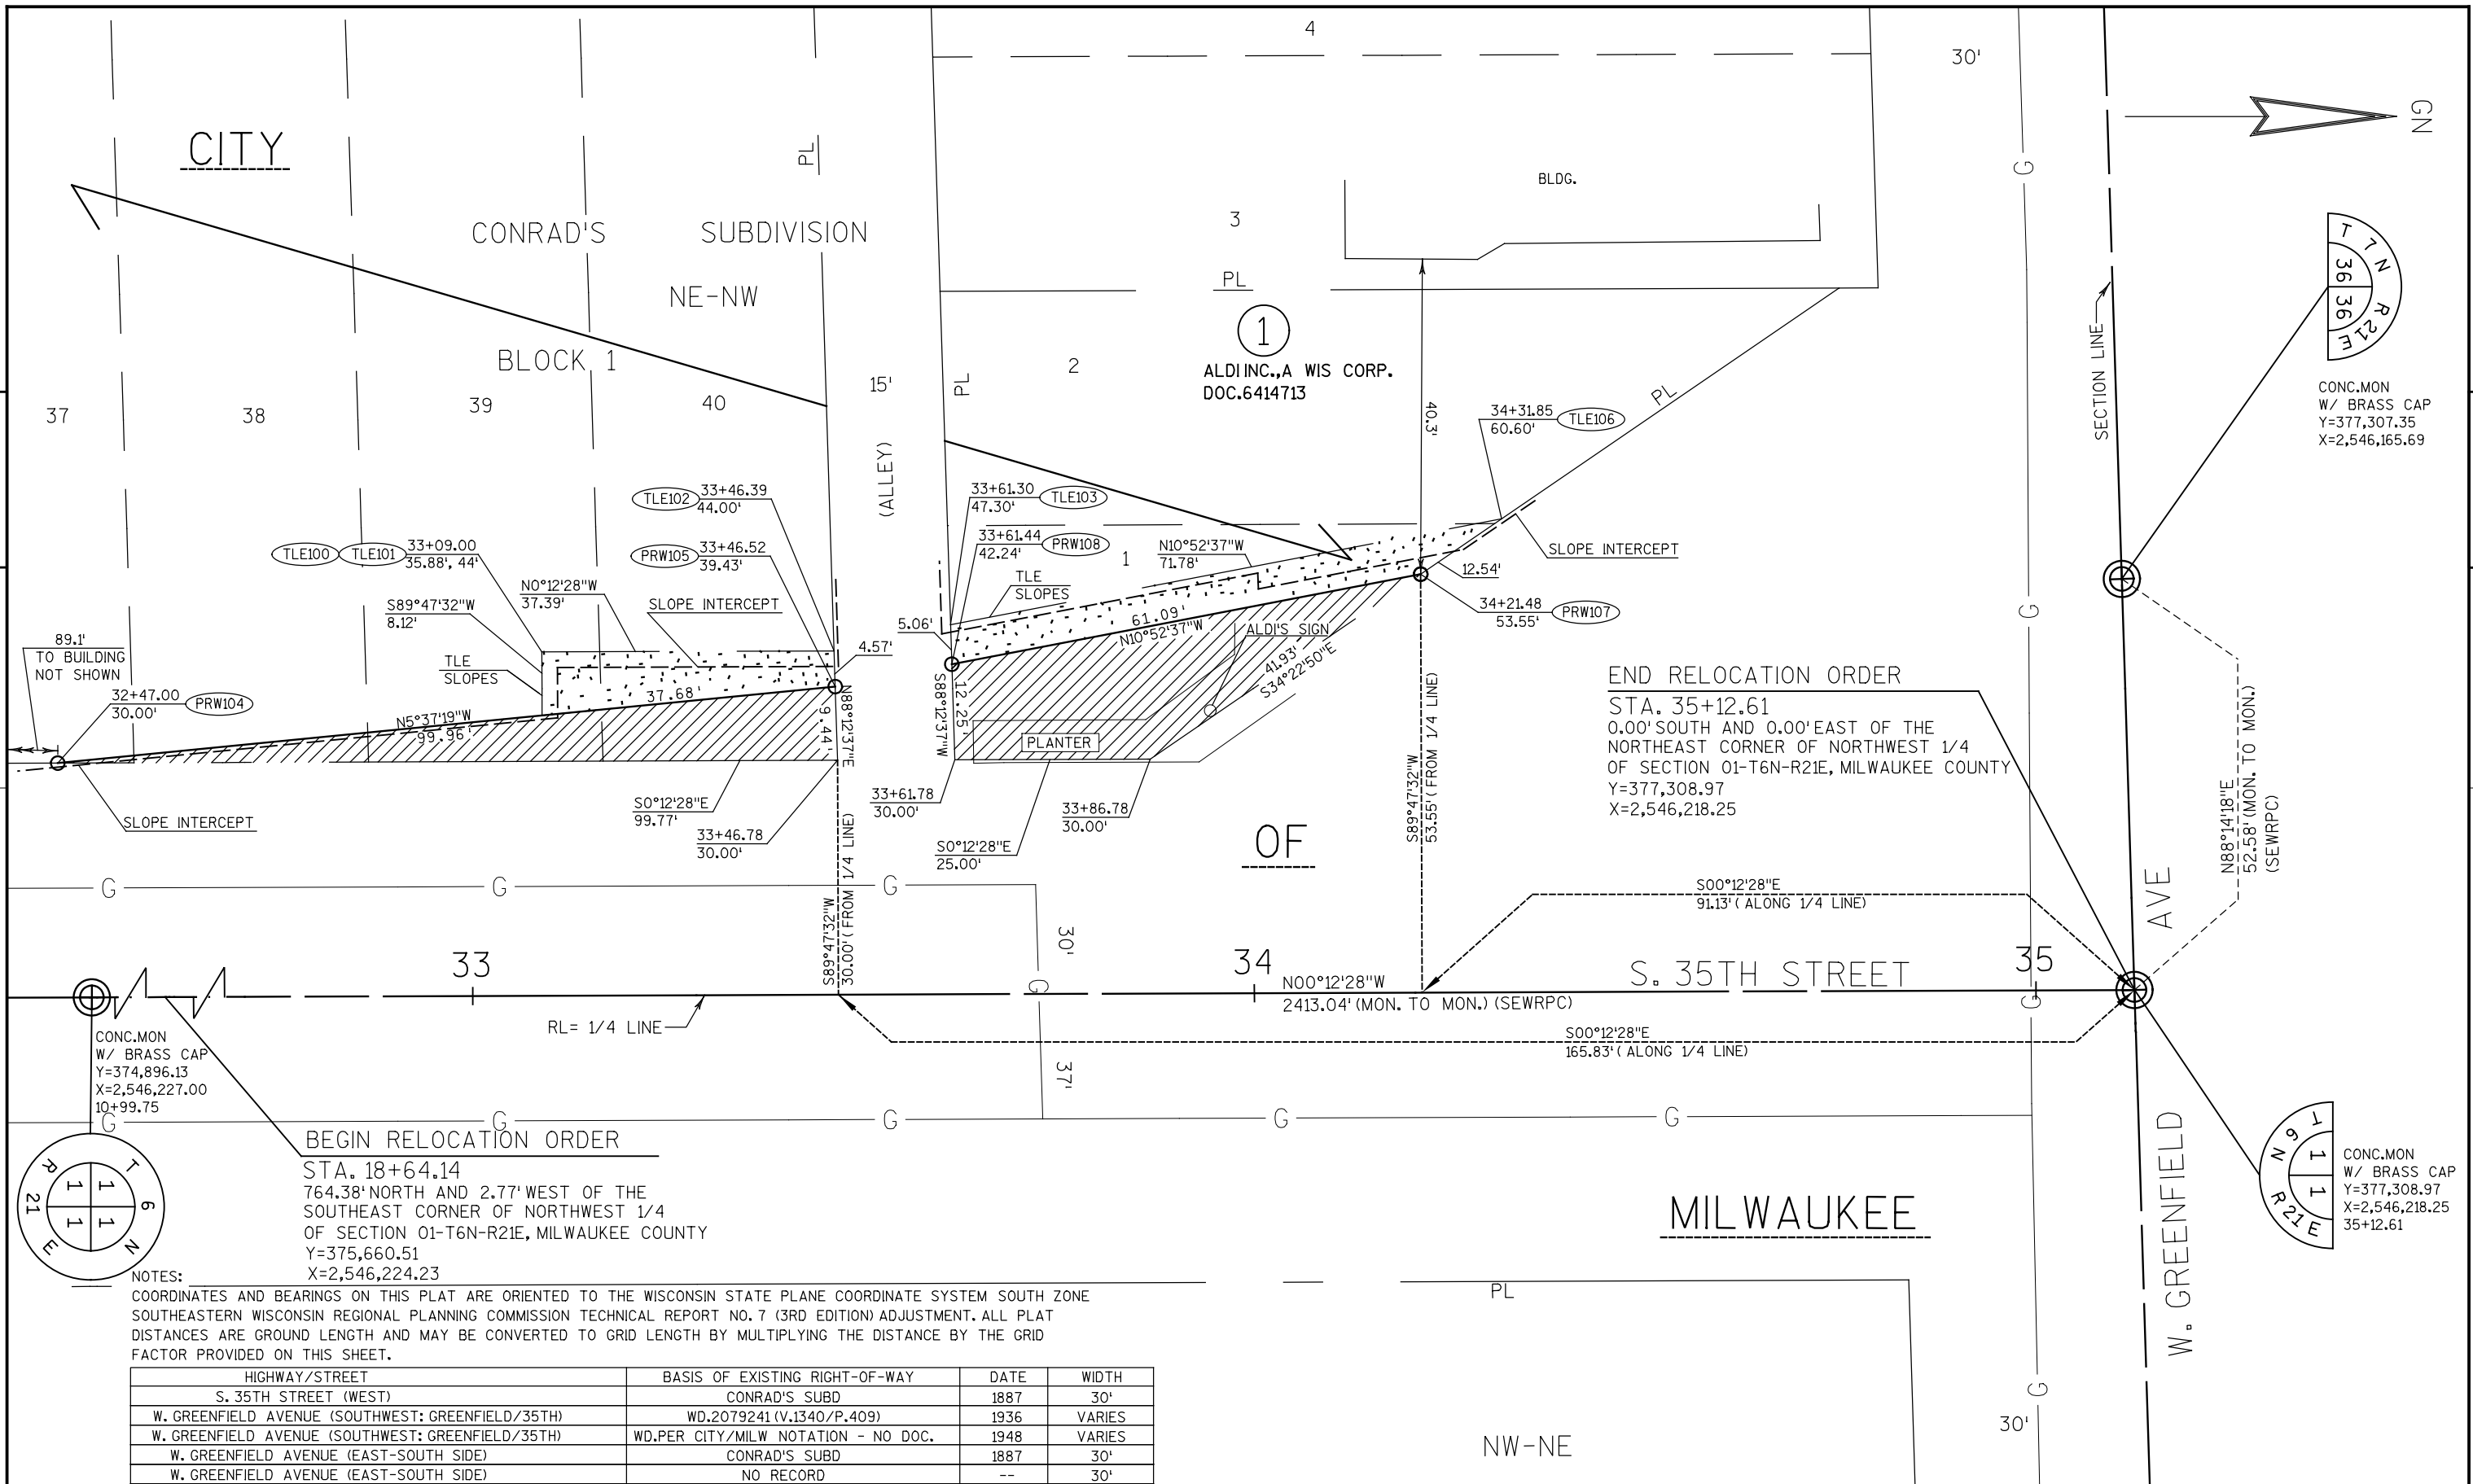 4
30'
GN
CITY
PL
BLDG.
G
T 7 N R21E
36 36
CONRAD'S SUBDIVISION
3
PL
NE-NW
SECTION LINE
1
BLOCK 1
2
ALDI INC.,A WIS CORP.
DOC.6414713
CONC.MON
W/ BRASS CAP
Y=377,307.35
X=2,546,165.69
37
38
39
40
15'
(ALLEY)
PL
40.3'
PL
34+31.85
60.60'
TLE106
TLE102
33+46.39
44.00'
33+61.30
47.30'
TLE103
TLE100
TLE101
33+09.00
35.88', 44'
PRW105
33+46.52
39.43'
33+61.44
42.24'
PRW108
1
N10°52'37"W
71.78'
SLOPE INTERCEPT
12.54'
S89°47'32"W
8.12'
N0°12'28"W
37.39'
SLOPE INTERCEPT
TLE
SLOPES
34+21.48
53.55'
PRW107
G
89.1'
TO BUILDING
NOT SHOWN
5.06'
61.09'
N10°52'37"W
ALDI'S SIGN
4.57'
TLE
SLOPES
41.93'
S34°22'50"E
32+47.00
30.00'
PRW104
37.68'
N5°37'19"W
99.96'
N88°12'37"E
9.44'
12.25'
S88°12'37"W
PLANTER
S89°47'32"W
53.55' (FROM 1/4 LINE)
END RELOCATION ORDER
STA. 35+12.61
0.00' SOUTH AND 0.00' EAST OF THE
NORTHEAST CORNER OF NORTHWEST 1/4
OF SECTION 01-T6N-R21E, MILWAUKEE COUNTY
Y=377,308.97
X=2,546,218.25
N88°14'18"E
52.58' (MON. TO MON.)
(SEWRPC)
SLOPE INTERCEPT
S0°12'28"E
99.77'
33+46.78
30.00'
33+61.78
30.00'
33+86.78
30.00'
S0°12'28"E
25.00'
OF
S89°47'32"W
30.00' (FROM 1/4 LINE)
G
G
G
S00°12'28"E
91.13' ( ALONG 1/4 LINE)
AVE
30'
33
34
35
S. 35TH STREET
G
G
N00°12'28"W
2413.04' (MON. TO MON.) (SEWRPC)
RL= 1/4 LINE
S00°12'28"E
165.83' ( ALONG 1/4 LINE)
37'
CONC.MON
W/ BRASS CAP
Y=374,896.13
X=2,546,227.00
10+99.75
G
G
G
G
G
T 6 N R 21 E
1 1
1 1
BEGIN RELOCATION ORDER
STA. 18+64.14
764.38' NORTH AND 2.77' WEST OF THE
SOUTHEAST CORNER OF NORTHWEST 1/4
OF SECTION 01-T6N-R21E, MILWAUKEE COUNTY
Y=375,660.51
X=2,546,224.23
MILWAUKEE
W. GREENFIELD
T 6 N R21E
1 1
CONC.MON
W/ BRASS CAP
Y=377,308.97
X=2,546,218.25
35+12.61
PL
NOTES:
COORDINATES AND BEARINGS ON THIS PLAT ARE ORIENTED TO THE WISCONSIN STATE PLANE COORDINATE SYSTEM SOUTH ZONE
SOUTHEASTERN WISCONSIN REGIONAL PLANNING COMMISSION TECHNICAL REPORT NO. 7 (3RD EDITION) ADJUSTMENT. ALL PLAT
DISTANCES ARE GROUND LENGTH AND MAY BE CONVERTED TO GRID LENGTH BY MULTIPLYING THE DISTANCE BY THE GRID
FACTOR PROVIDED ON THIS SHEET.
HIGHWAY/STREET BASIS OF EXISTING RIGHT-OF-WAY DATE WIDTH
S. 35TH STREET (WEST) CONRAD'S SUBD 1887 30'
W. GREENFIELD AVENUE (SOUTHWEST: GREENFIELD/35TH) WD.2079241 (V.1340/P.409) 1936 VARIES
W. GREENFIELD AVENUE (SOUTHWEST: GREENFIELD/35TH) WD.PER CITY/MILW NOTATION - NO DOC. 1948 VARIES
W. GREENFIELD AVENUE (EAST-SOUTH SIDE) CONRAD'S SUBD 1887 30'
W. GREENFIELD AVENUE (EAST-SOUTH SIDE) NO RECORD -- 30'
G
30'
NW-NE